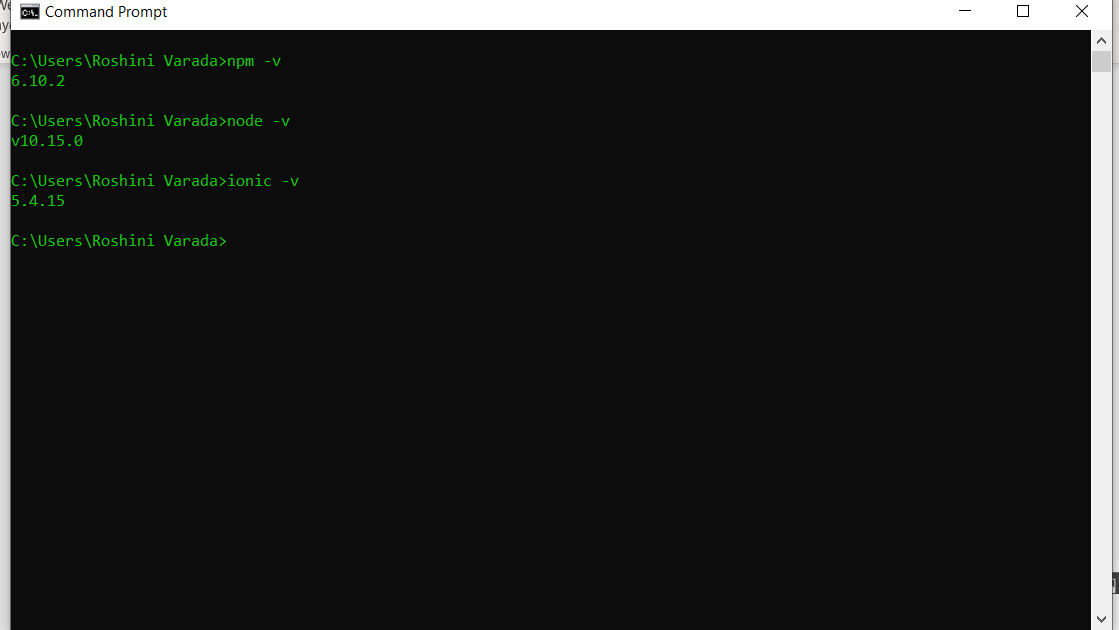 Command Prompt
C:\Users\Roshini Varada>npm -v
6.10.2
C:\Users\Roshini Varada>node -v
v10.15.0
C:\Users\Roshini Varada>ionic -v
5.4.15
C:\Users\Roshini Varada>